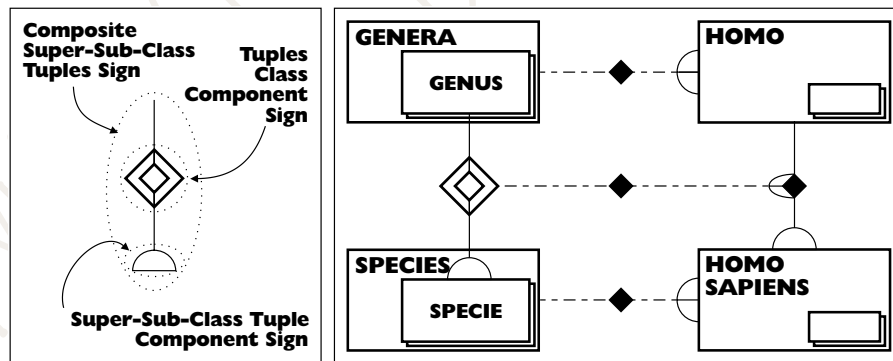 Composite
Super-Sub-Class
Tuples Sign
Tuples
Class
Component
Sign
Super-Sub-Class Tuple
Component Sign
GENERA
GENUS
HOMO
SPECIES
SPECIE
HOMO
SAPIENS